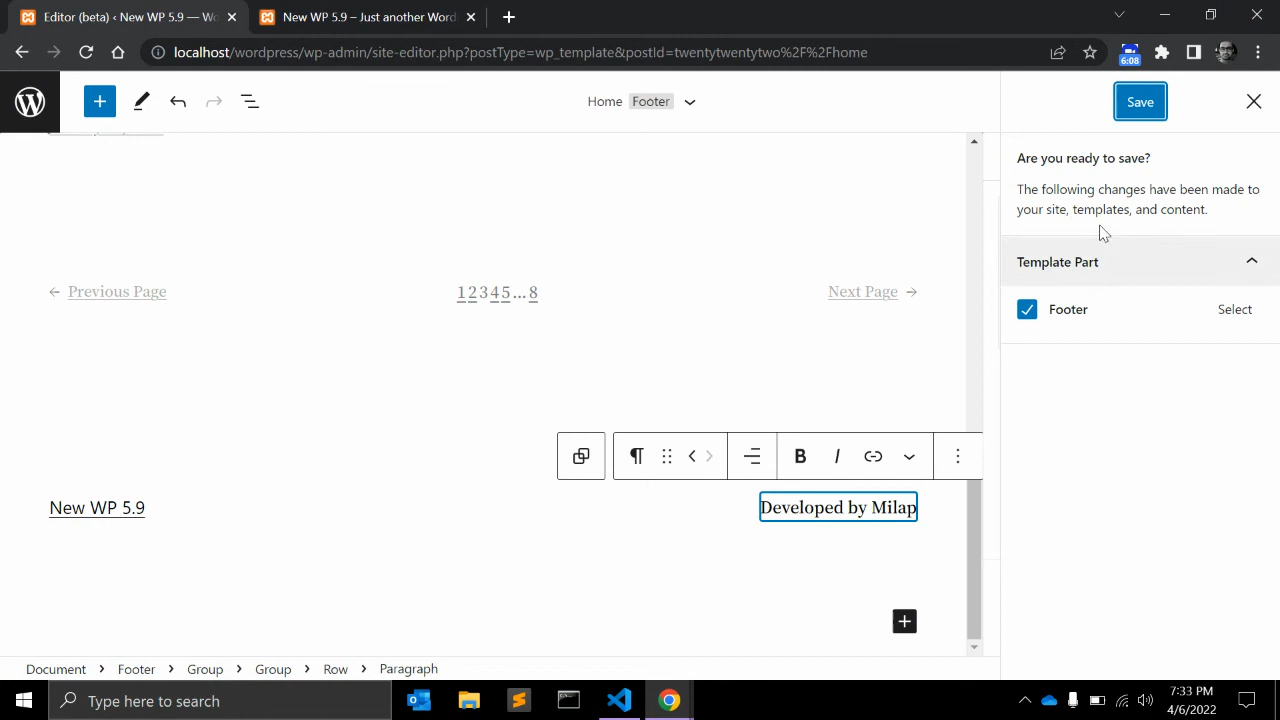 Editor (beta) ‹ New WP 5.9 — Wo
New WP 5.9 – Just another Word
localhost/wordpress/wp-admin/site-editor.php?postType=wp_template&postId=twentytwentytwo%2F%2Fhome
6:08
Home Footer
Save
Are you ready to save?
The following changes have been made to
your site, templates, and content.
Template Part
Footer
Select
← Previous Page
1 2 3 4 5 … 8
Next Page →
B I
New WP 5.9
Developed by Milap
Document > Footer > Group > Group > Row > Paragraph
Type here to search
7:33 PM
4/6/2022